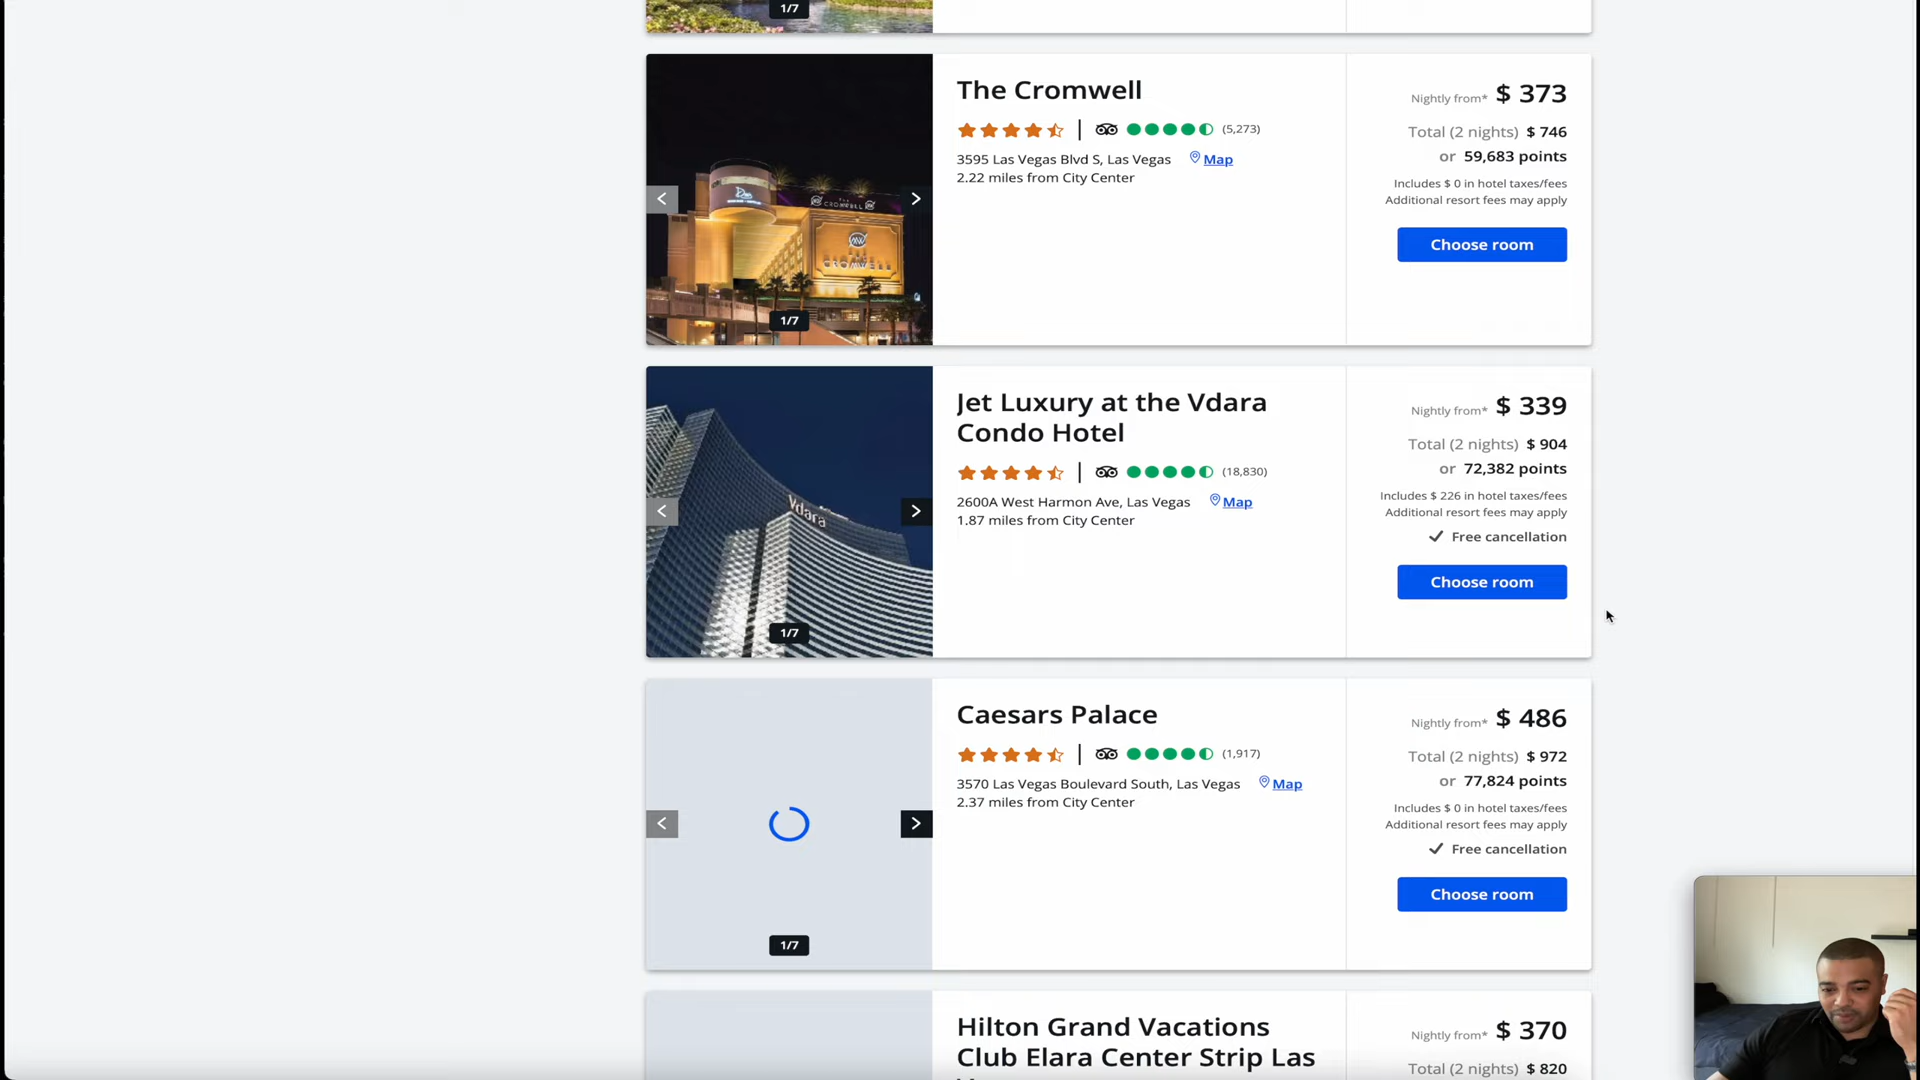 1/7
The Cromwell
(5,273)
3595 Las Vegas Blvd S, Las Vegas Map
2.22 miles from City Center
Nightly from* $ 373
Total (2 nights) $ 746
or 59,683 points
Includes $ 0 in hotel taxes/fees
Additional resort fees may apply
Choose room
1/7
Jet Luxury at the Vdara
Condo Hotel
(18,830)
2600A West Harmon Ave, Las Vegas Map
1.87 miles from City Center
Nightly from* $ 339
Total (2 nights) $ 904
or 72,382 points
Includes $ 226 in hotel taxes/fees
Additional resort fees may apply
Free cancellation
Choose room
Vdara
1/7
Caesars Palace
(1,917)
3570 Las Vegas Boulevard South, Las Vegas Map
2.37 miles from City Center
Nightly from* $ 486
Total (2 nights) $ 972
or 77,824 points
Includes $ 0 in hotel taxes/fees
Additional resort fees may apply
Free cancellation
Choose room
1/7
Hilton Grand Vacations
Club Elara Center Strip Las
Nightly from* $ 370
Total (2 nights) $ 820